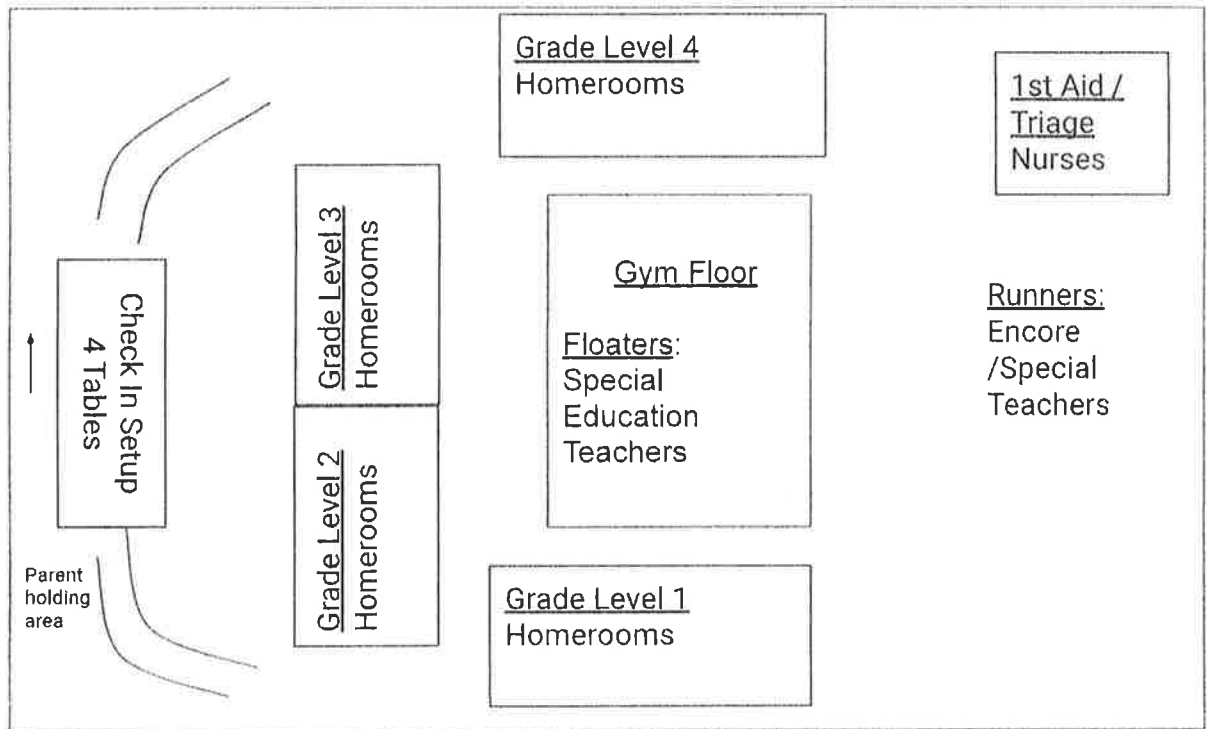 Grade Level 4
Homerooms
1st Aid /
Triage
Nurses
Grade Level 3
Homerooms
Gym Floor
Floaters:
Special
Education
Teachers
Runners:
Encore
/Special
Teachers
Check In Setup
4 Tables
Grade Level 2
Homerooms
Parent
holding
area
Grade Level 1
Homerooms